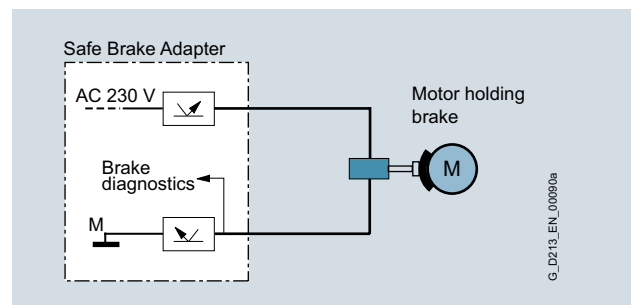 Safe Brake Adapter
AC 230 V
Motor holding
brake
Brake
diagnostics
M
M
G_D213_EN_00090a